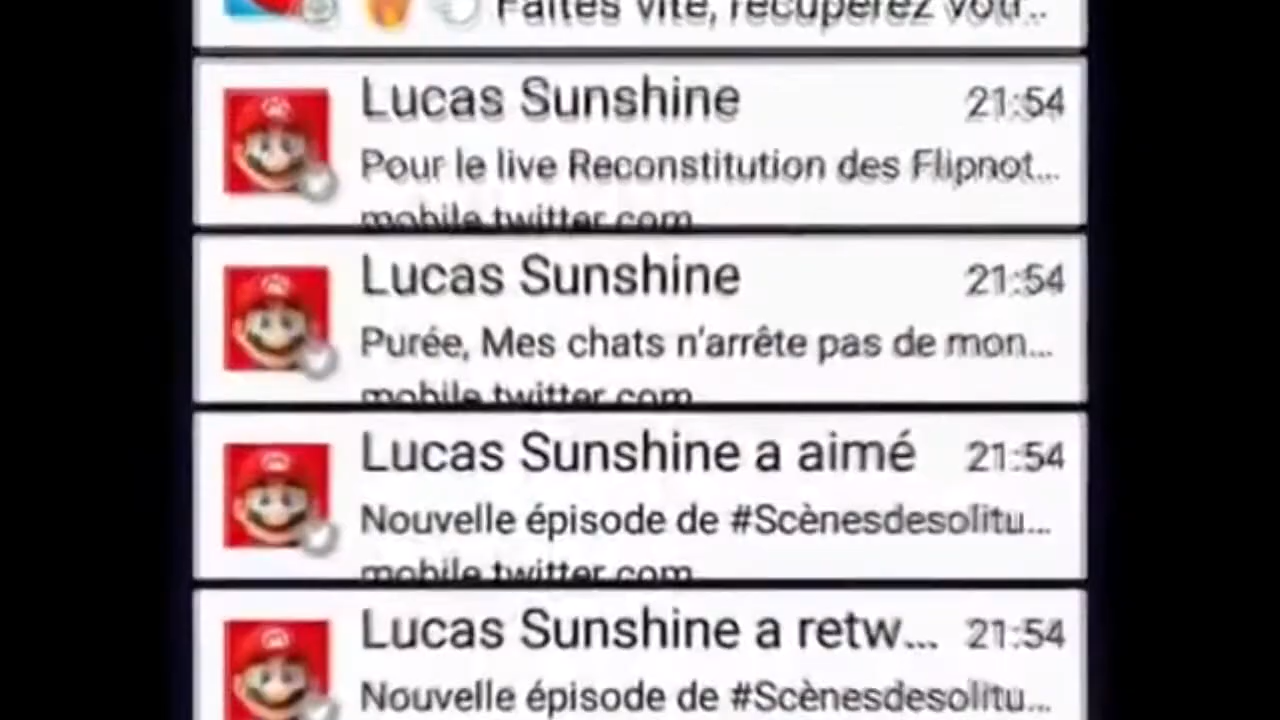 Faites vite, récupérez votr..
Lucas Sunshine 21:54
Pour le live Reconstitution des Flipnot...
mobile.twitter.com
Lucas Sunshine 21:54
Purée, Mes chats n'arrête pas de mon...
mobile.twitter.com
Lucas Sunshine a aimé 21:54
Nouvelle épisode de #Scènesdesolitu...
mobile.twitter.com
Lucas Sunshine a retw... 21:54
Nouvelle épisode de #Scènesdesolitu...